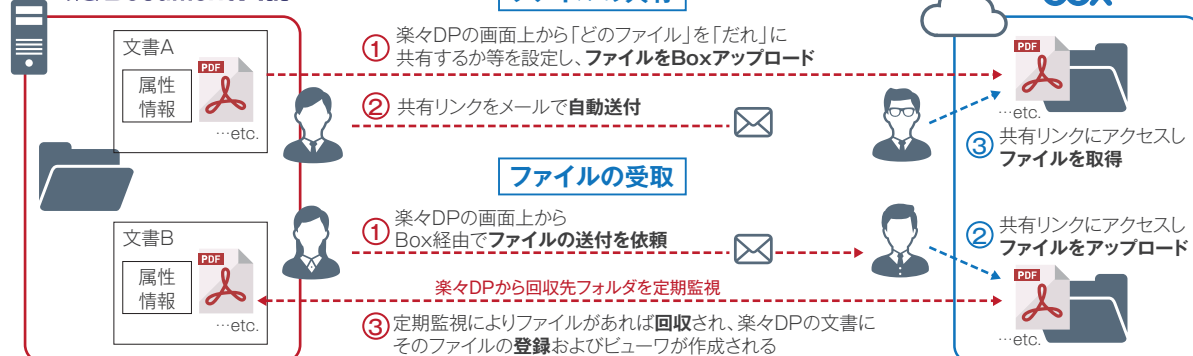 文書A
属性
情報
PDF
…etc.
① 楽々DPの画面上から「どのファイル」を「だれ」に
共有するか等を設定し、ファイルをBoxアップロード
② 共有リンクをメールで自動送付
PDF
…etc.
③ 共有リンクにアクセスし
ファイルを取得
ファイルの受取
文書B
属性
情報
PDF
…etc.
① 楽々DPの画面上から
Box経由でファイルの送付を依頼
② 共有リンクにアクセスし
ファイルをアップロード
楽々DPから回収先フォルダを定期監視
③ 定期監視によりファイルがあれば回収され、楽々DPの文書に
そのファイルの登録およびビューワが作成される
PDF
…etc.